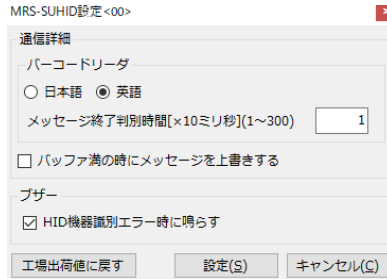 MRS-SUHID設定<00>
通信詳細
バーコードリーダ
日本語 英語
メッセージ終了判別時間[×10ミリ秒](1～300) 1
バッファ満の時にメッセージを上書きする
ブザー
HID機器識別エラー時に鳴らす
工場出荷値に戻す 設定(S) キャンセル(C)